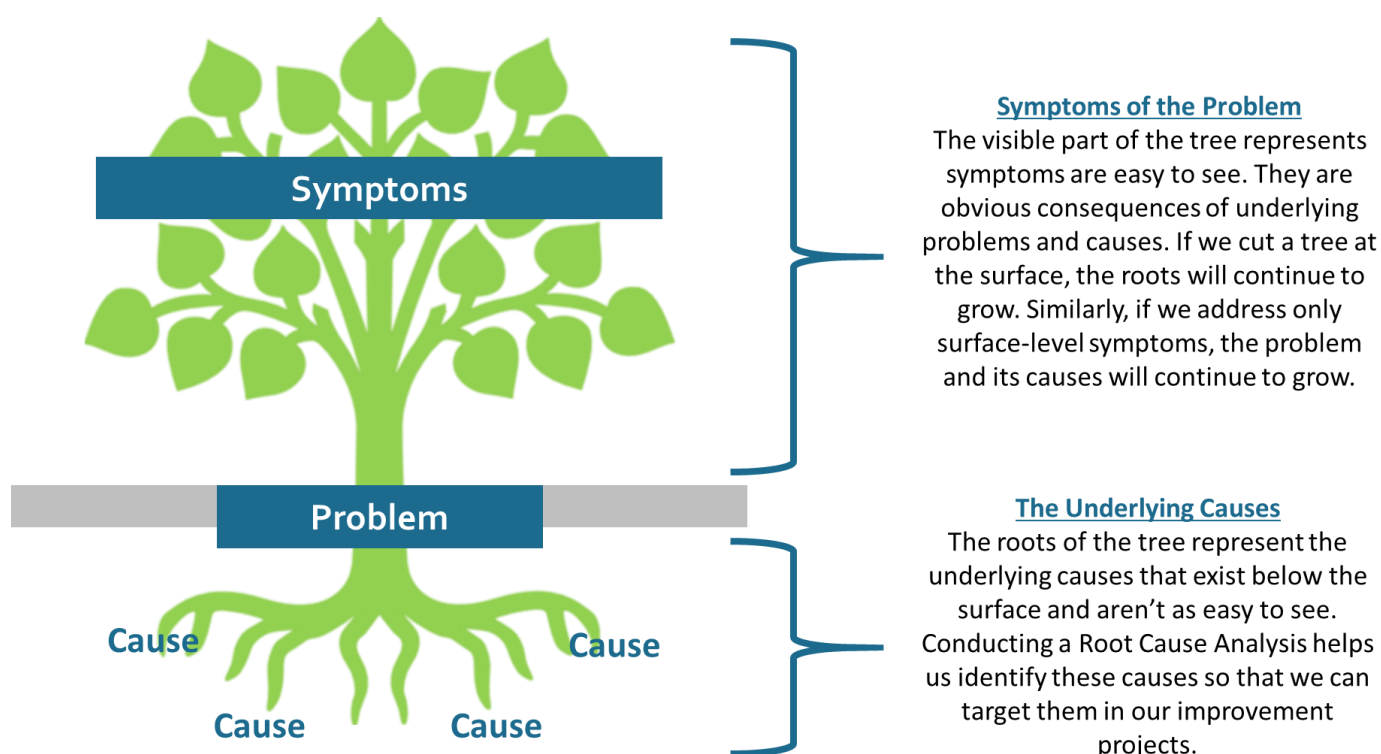 Symptoms
Problem
Cause
Cause
Cause
Cause
Symptoms of the Problem
The visible part of the tree represents
symptoms are easy to see. They are
obvious consequences of underlying
problems and causes. If we cut a tree at
the surface, the roots will continue to
grow. Similarly, if we address only
surface-level symptoms, the problem
and its causes will continue to grow.
The Underlying Causes
The roots of the tree represent the
underlying causes that exist below the
surface and aren’t as easy to see.
Conducting a Root Cause Analysis helps
us identify these causes so that we can
target them in our improvement
projects.